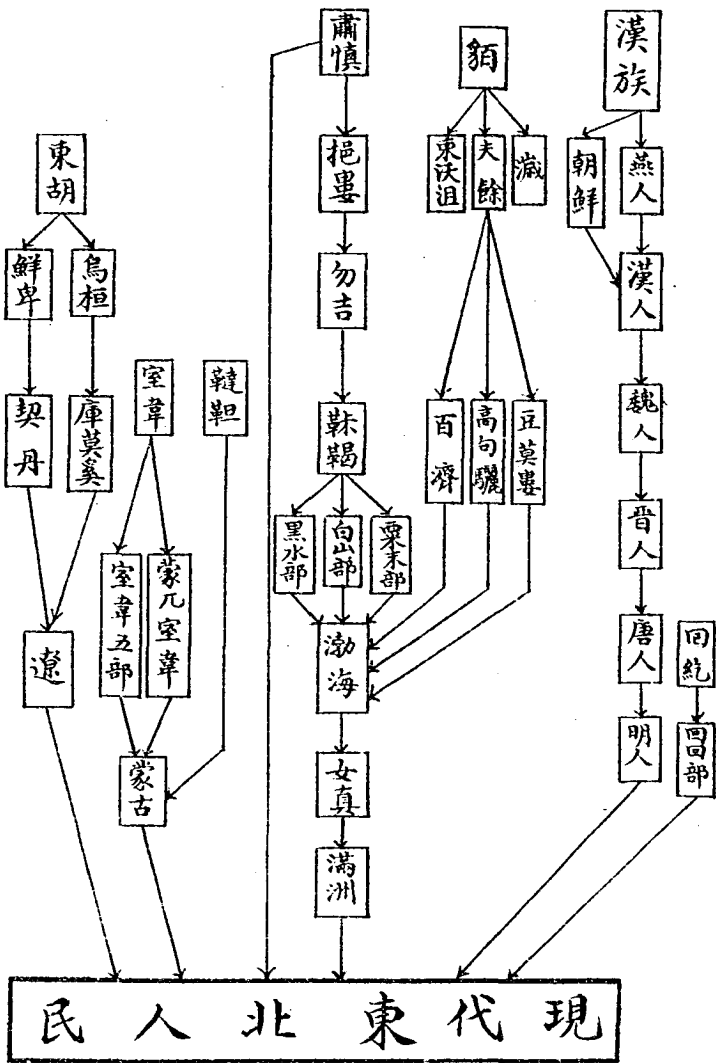 漢族
燕人
朝鮮
漢人
魏人
晉人
唐人
明人
回紇
回回部
貊
濊
夫餘
東沃沮
豆莫婁
高句驪
百濟
肅慎
挹婁
勿吉
靺鞨
粟末部
白山部
黑水部
渤海
女真
滿洲
韃靼
室韋
蒙兀室韋
室韋五部
蒙古
東胡
烏桓
鮮卑
庫莫奚
契丹
遼
現代東北人民